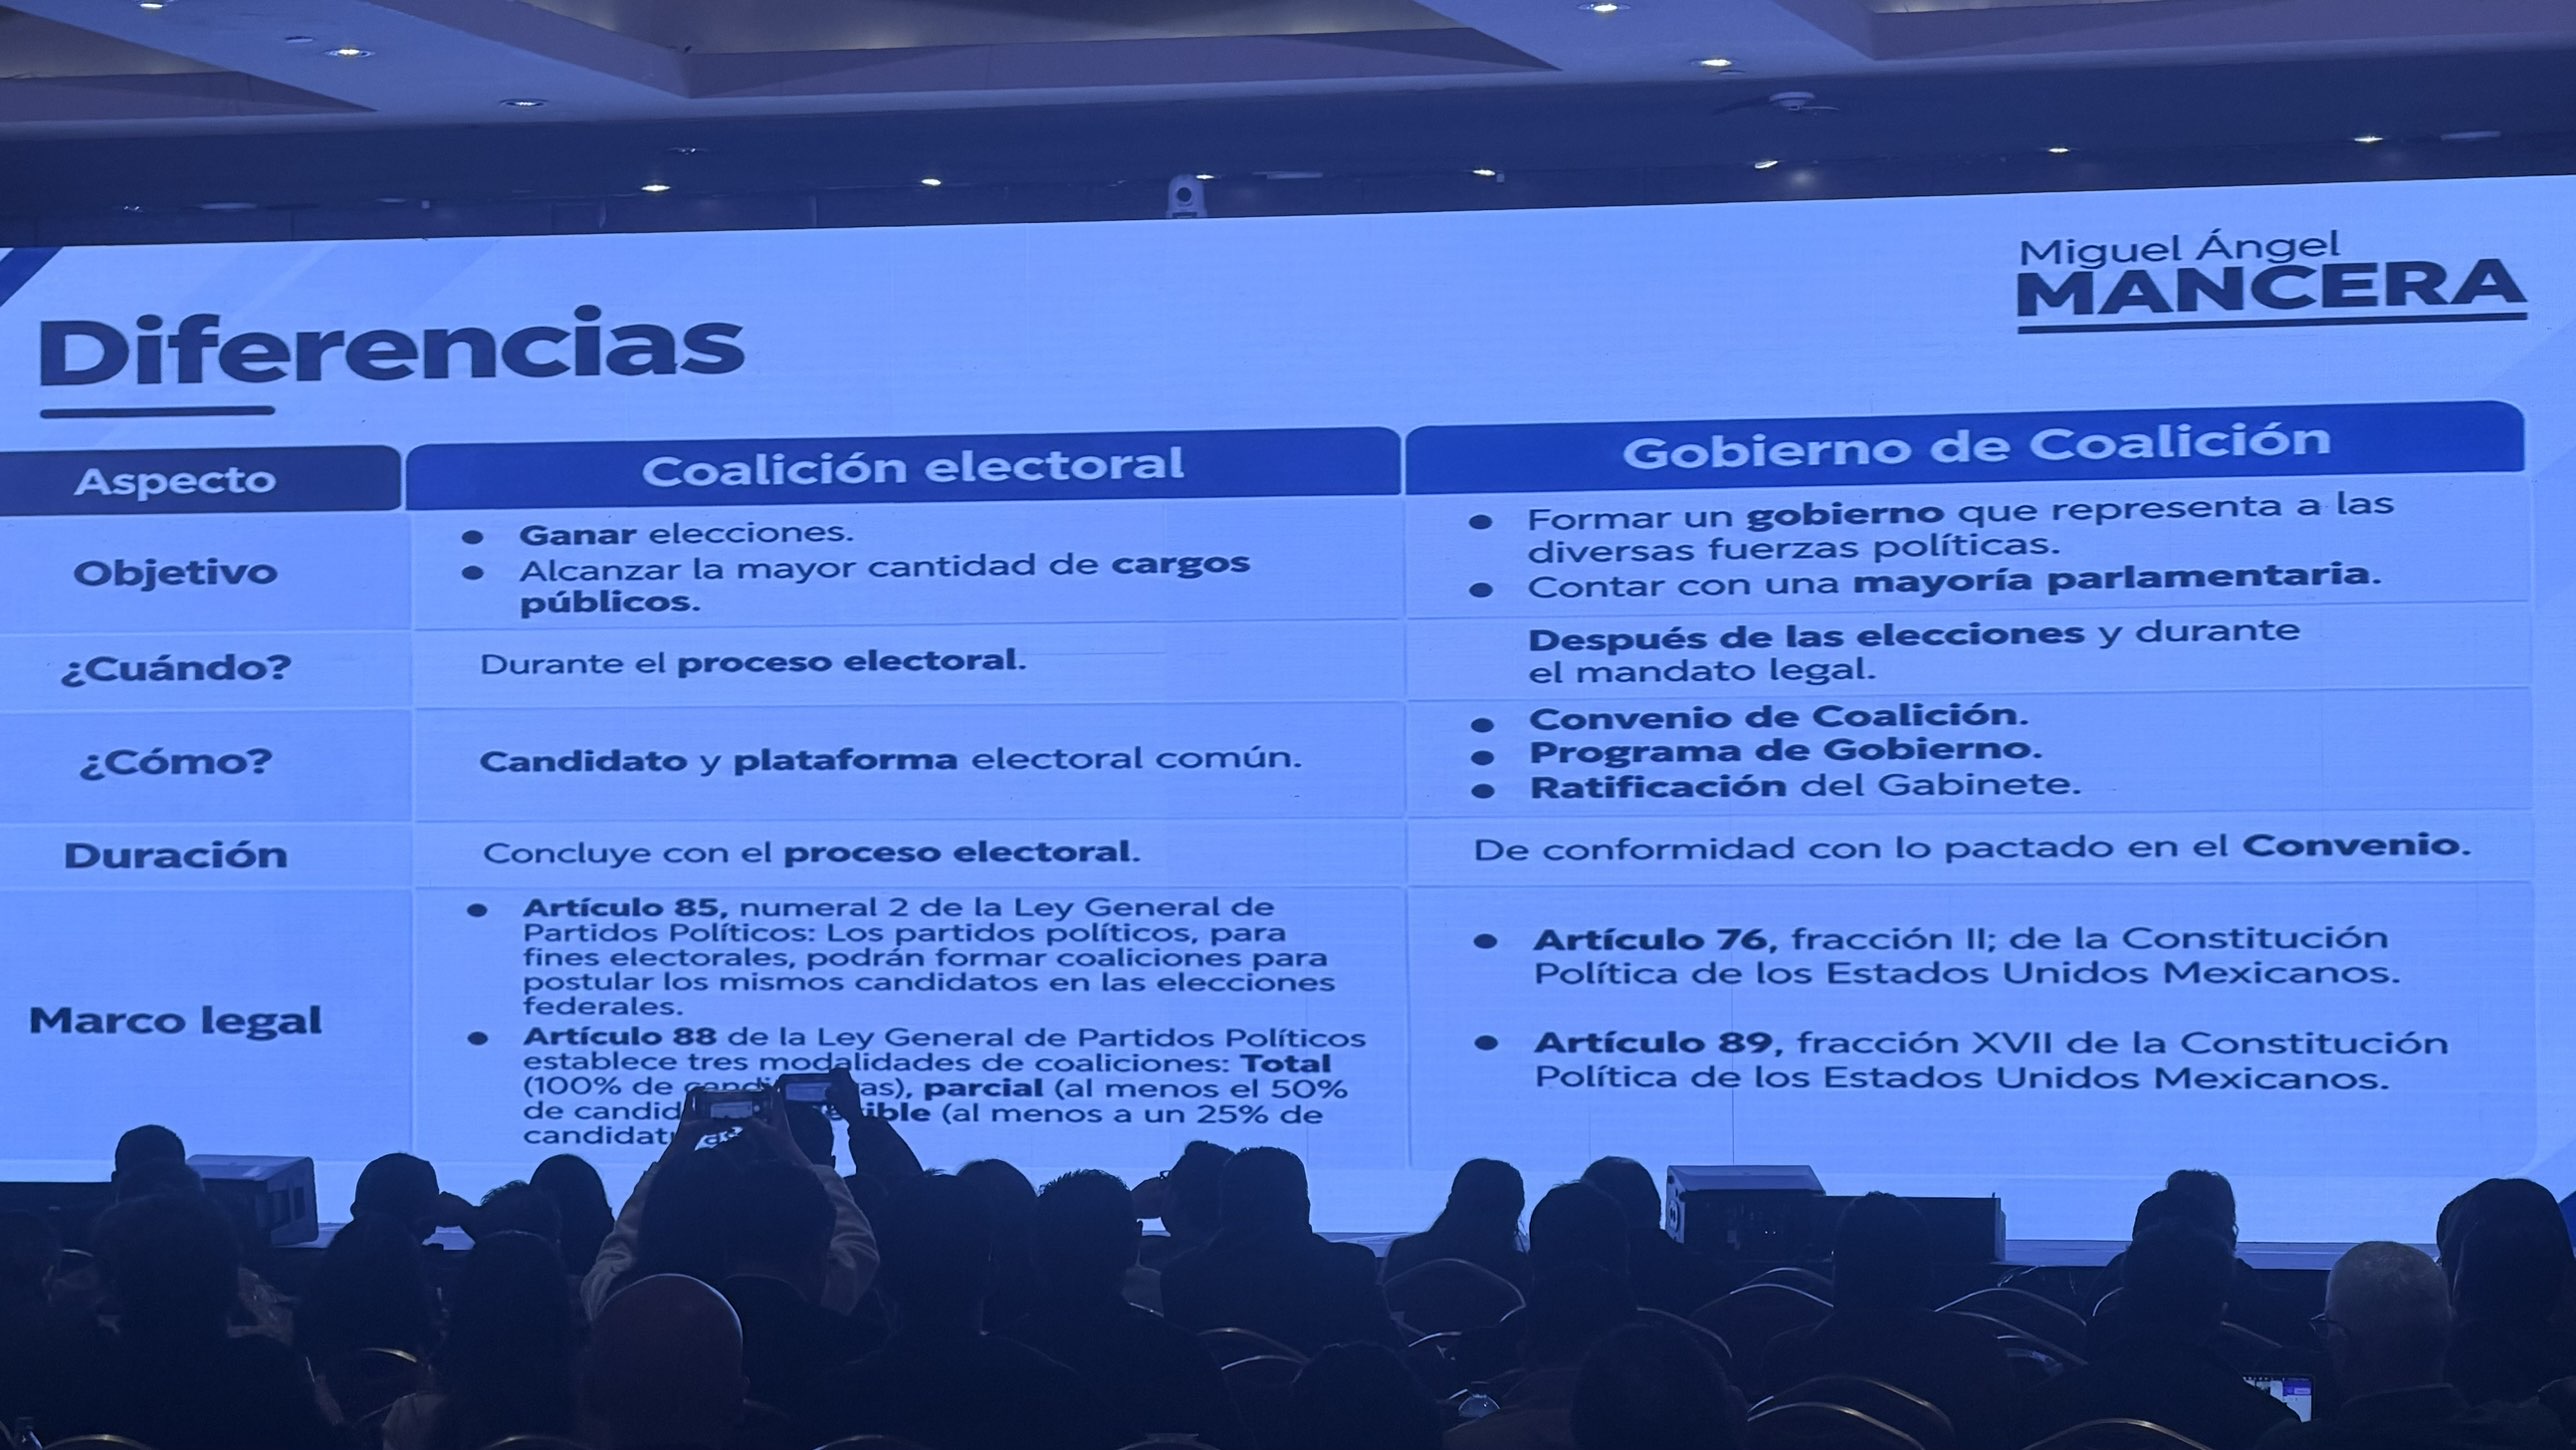 Miguel Ángel
MANCERA
Diferencias
Aspecto
Coalición electoral
Gobierno de Coalición
Objetivo
● Ganar elecciones.
● Alcanzar la mayor cantidad de cargos
públicos.
● Formar un gobierno que representa a las
diversas fuerzas políticas.
● Contar con una mayoría parlamentaria.
¿Cuándo?
Durante el proceso electoral.
Después de las elecciones y durante
el mandato legal.
¿Cómo?
Candidato y plataforma electoral común.
● Convenio de Coalición.
● Programa de Gobierno.
● Ratificación del Gabinete.
Duración
Concluye con el proceso electoral.
De conformidad con lo pactado en el Convenio.
Marco legal
● Artículo 85, numeral 2 de la Ley General de
Partidos Políticos: Los partidos políticos, para
fines electorales, podrán formar coaliciones para
postular los mismos candidatos en las elecciones
federales.
● Artículo 88 de la Ley General de Partidos Políticos
establece tres modalidades de coaliciones: Total
(100% de parcial (al menos el 50%
de (al menos a un 25% de
● Artículo 76, fracción II; de la Constitución
Política de los Estados Unidos Mexicanos.
● Artículo 89, fracción XVII de la Constitución
Política de los Estados Unidos Mexicanos.